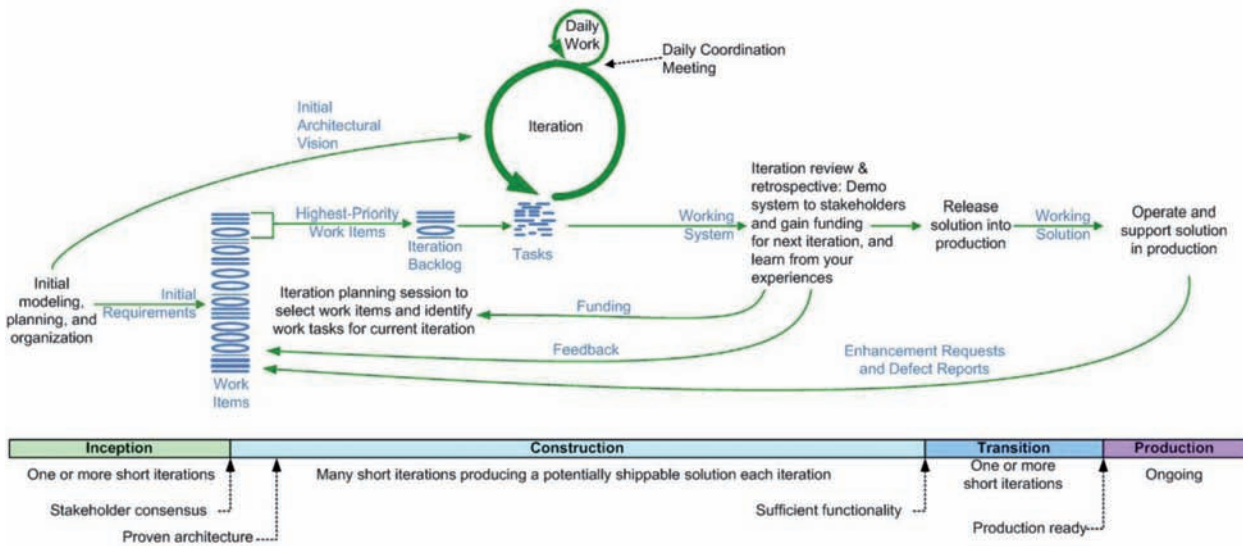 Daily
Work
Daily Coordination
Meeting
Initial
Architectural
Vision
Iteration
Iteration review &
retrospective: Demo
system to stakeholders
and gain funding
for next iteration, and
learn from your
experiences
Highest-Priority
Work Items
Iteration
Backlog
Tasks
Working
System
Release
solution into
production
Working
Solution
Operate and
support solution
in production
Initial
modeling,
planning, and
organization
Initial
Requirements
Iteration planning session to
select work items and identify
work tasks for current iteration
Funding
Feedback
Enhancement Requests
and Defect Reports
Work
Items
Inception
Construction
Transition
Production
One or more short iterations
Many short iterations producing a potentially shippable solution each iteration
One or more
short iterations
Ongoing
Stakeholder consensus
Sufficient functionality
Proven architecture
Production ready